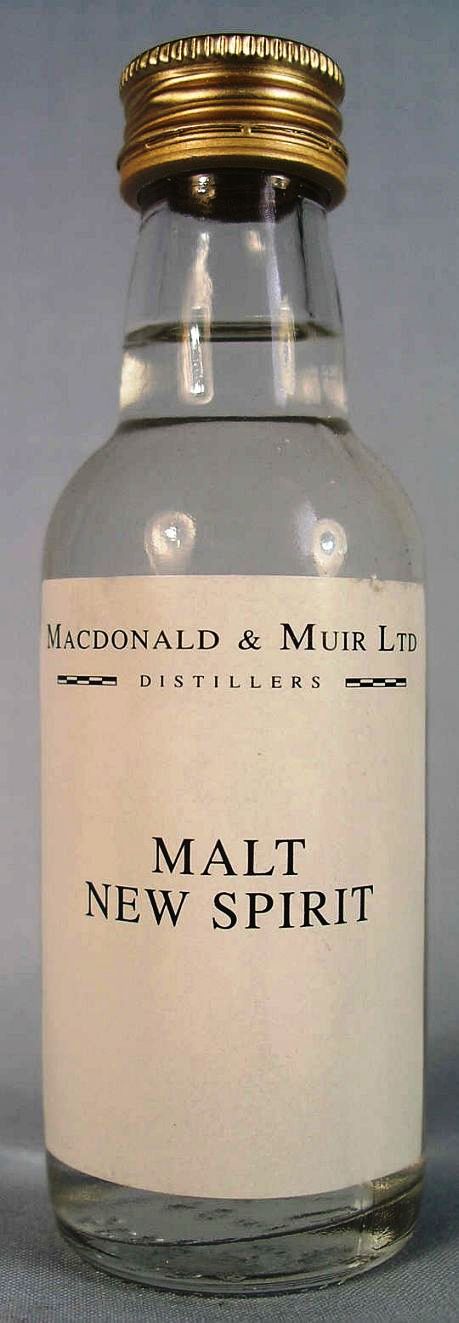 MACDONALD & MUIR LTD
DISTILLERS
MALT
NEW SPIRIT